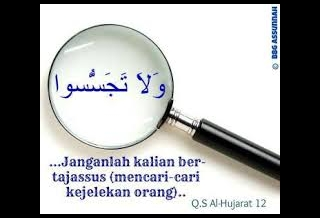 © BBG ASSUNNAH
وَلَا تَجَسَّسُوا
...Janganlah kalian ber-
tajassus (mencari-cari
kejelekan orang)..
Q.S Al-Hujarat 12